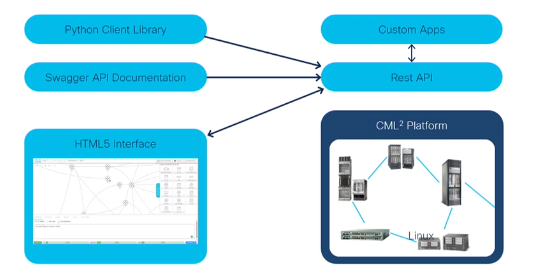 Python Client Library
Custom Apps
Swagger API Documentation
Rest API
HTML5 Interface
CML² Platform
Linux